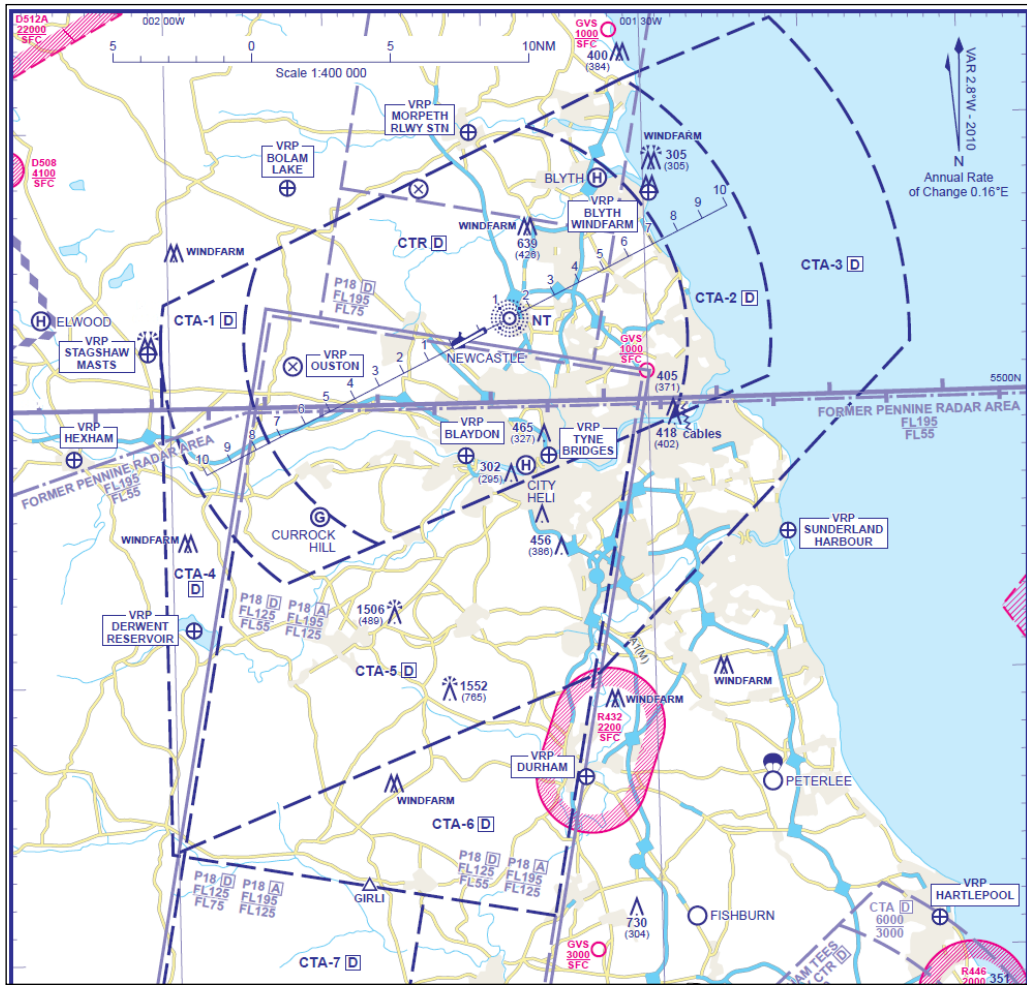 D512A
22000
SFC
002 00W
5
0
5
10NM
Scale 1:400 000
GVS
1000
SFC
001 30W
400
(384)
VAR 2.8°W - 2010
N
Annual Rate
of Change 0.16°E
VRP
MORPETH
RLWY STN
VRP
BOLAM
LAKE
D508
4100
SFC
WINDFARM
305
(305)
BLYTH
H
VRP
BLYTH
WINDFARM
10
9
8
7
6
5
4
3
2
1
WINDFARM
639
(426)
CTR D
WINDFARM
CTA-3 D
CTA-2 D
P18 D
FL195
FL75
CTA-1 D
H
ELWOOD
VRP
STAGSHAW
MASTS
NT
NEWCASTLE
VRP
OUSTON
GVS
1000
SFC
405
(371)
1
2
3
4
5
6
7
8
9
10
5500N
FORMER PENNINE RADAR AREA
FL195
FL55
418 cables
(402)
VRP
HEXHAM
FORMER PENNINE RADAR AREA
FL195
FL55
VRP
BLAYDON
465
(327)
VRP
TYNE
BRIDGES
302
(295)
H
CITY
HELI
G
CURROCK
HILL
456
(386)
VRP
SUNDERLAND
HARBOUR
WINDFARM
CTA-4
D
P18 D
FL125
FL55
P18 A
FL195
FL125
1506
(489)
VRP
DERWENT
RESERVOIR
A1(M)
CTA-5 D
1552
(765)
WINDFARM
WINDFARM
R432
2200
SFC
VRP
DURHAM
PETERLEE
WINDFARM
CTA-6 D
P18 D
FL125
FL55
P18 A
FL195
FL125
P18 D
FL125
FL75
P18 A
FL195
FL125
GIRLI
730
(304)
FISHBURN
VRP
HARTLEPOOL
CTA D
6000
3000
GVS
3000
SFC
CTA-7 D
CTR D
R446
2000
351